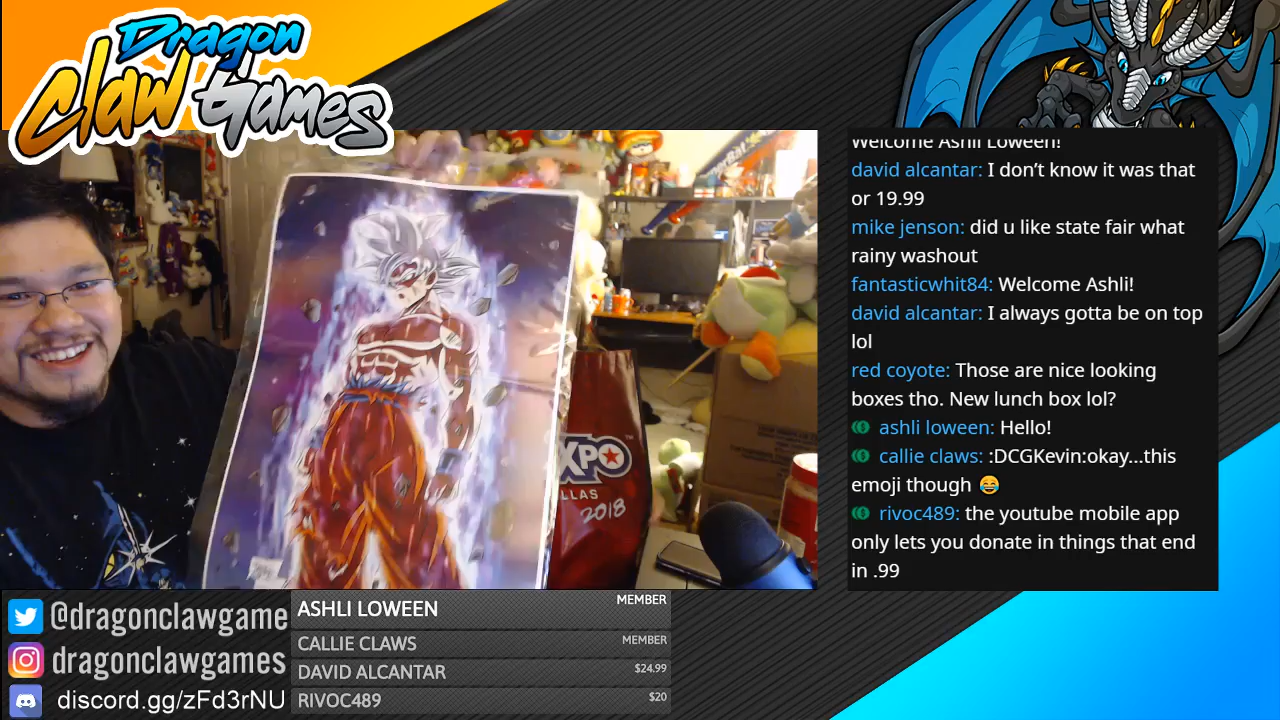 Dragon
Claw Games
Welcome Ashli Loween!
david alcantar: I don’t know it was that
or 19.99
mike jenson: did u like state fair what
rainy washout
fantasticwhit84: Welcome Ashli!
david alcantar: I always gotta be on top
lol
red coyote: Those are nice looking
boxes tho. New lunch box lol?
ashli loween: Hello!
callie claws: :DCGKevin:okay...this
emoji though 😂
rivoc489: the youtube mobile app
only lets you donate in things that end
in .99
XPO
LLAS
2018
@dragonclawgame
dragonclawgames
discord.gg/zFd3rNU
ASHLI LOWEEN MEMBER
CALLIE CLAWS MEMBER
DAVID ALCANTAR $24.99
RIVOC489 $20